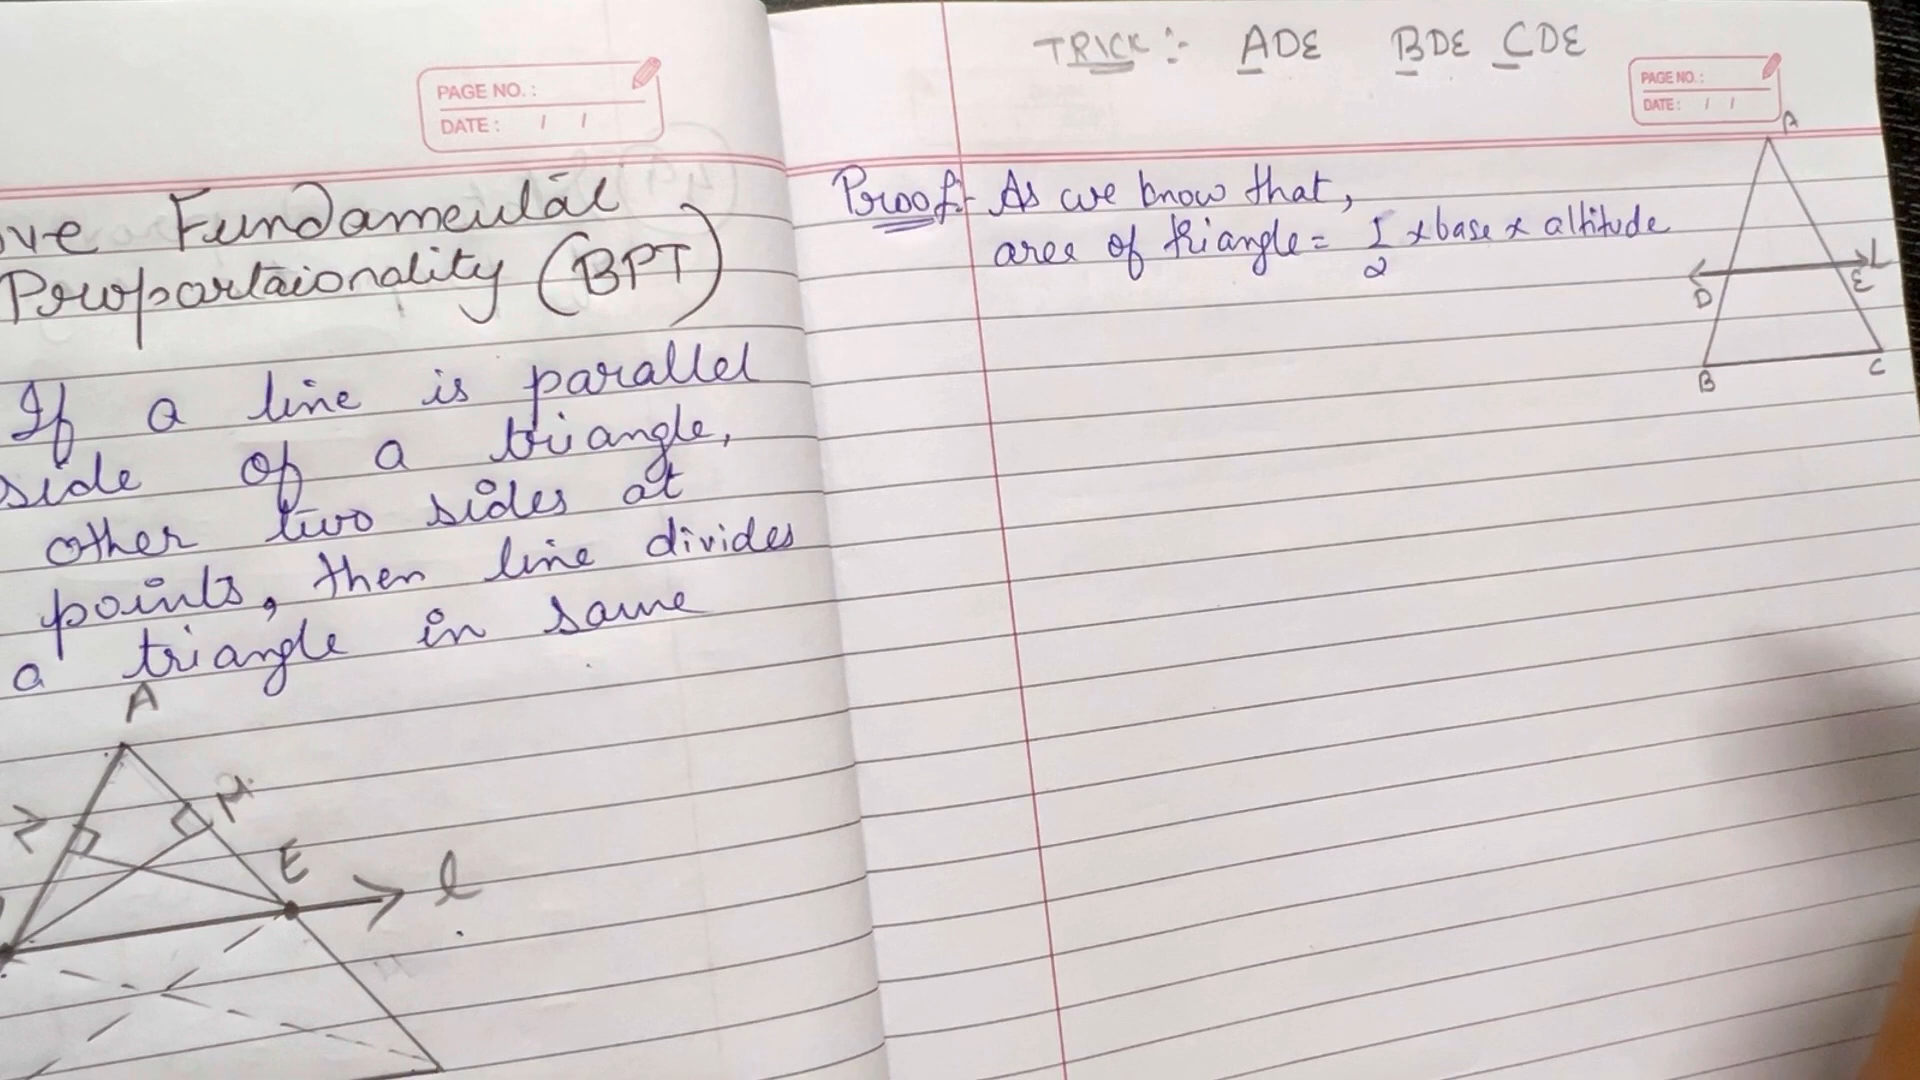 PAGE NO. :
DATE : / /
ve Fundamental
Proportaionality (BPT)
If a line is parallel
side of a triangle,
other two sides at
points, then line divides
a triangle in same
A
E
l
TRICK :- ADE BDE CDE
PAGE NO. :
DATE : / /
Proof:- As we know that,
area of triangle = 1/2 x base x altitude
A
D
L
E
B
C